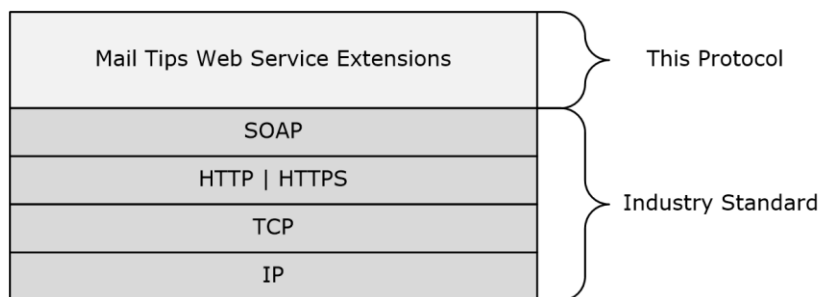 Mail Tips Web Service Extensions
This Protocol
SOAP
HTTP | HTTPS
Industry Standard
TCP
IP